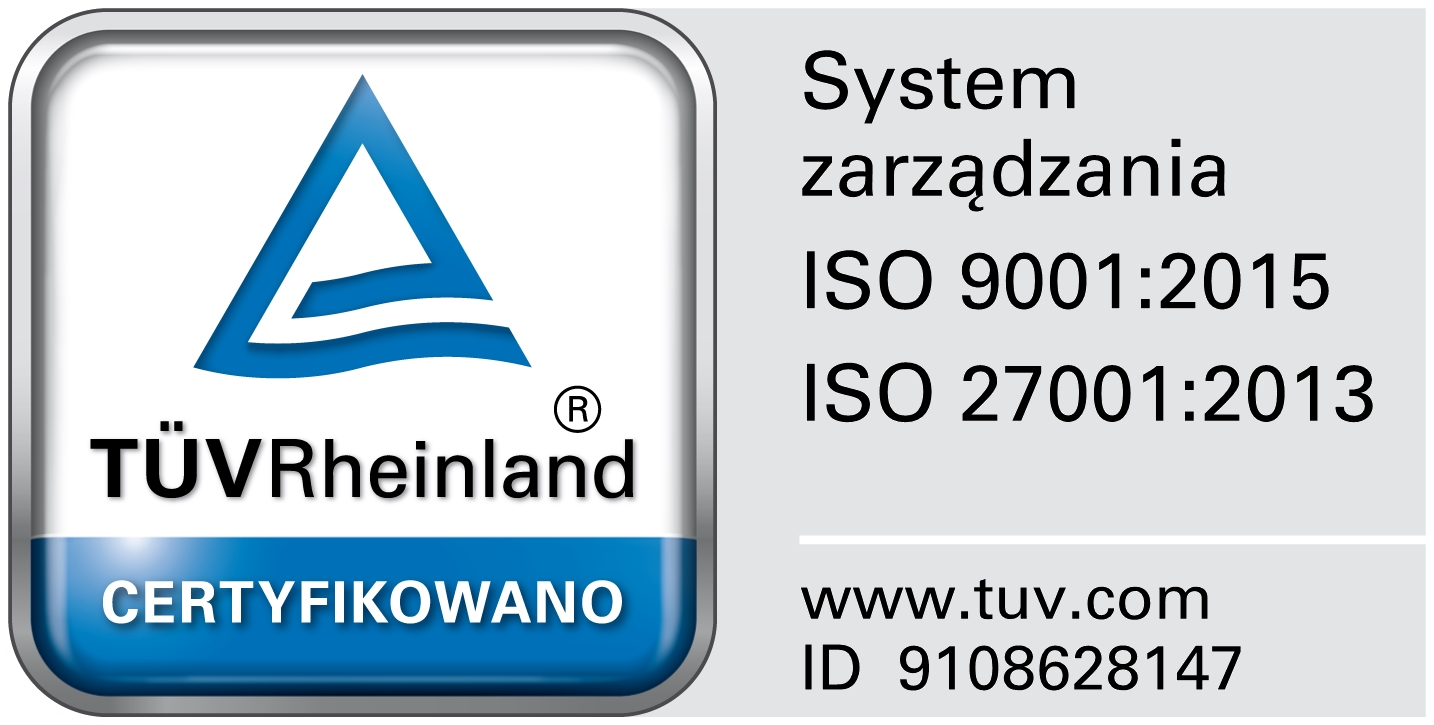 ®
TÜVRheinland
CERTYFIKOWANO
System
zarządzania
ISO 9001:2015
ISO 27001:2013
www.tuv.com
ID 9108628147